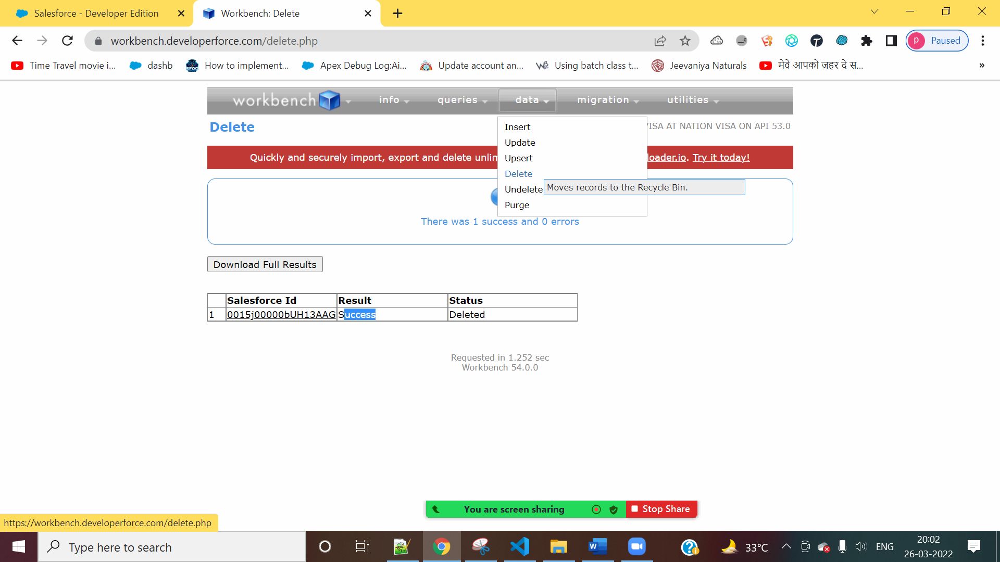 Salesforce - Developer Edition
Workbench: Delete
workbench.developerforce.com/delete.php
P
Paused
Time Travel movie i...
dashb
SFDC
How to implement...
Apex Debug Log:Ai...
Update account an...
Using batch class t...
Jeevaniya Naturals
मेवे आपको जहर दे स...
»
workbench
info
queries
data
migration
utilities
Delete
VISA AT NATION VISA ON API 53.0
Insert
Update
Upsert
Delete
Undelete
Purge
Moves records to the Recycle Bin.
Quickly and securely import, export and delete unlim
loader.io. Try it today!
There was 1 success and 0 errors
Download Full Results
Salesforce Id Result Status
1 0015j00000bUH13AAG Success Deleted
Requested in 1.252 sec
Workbench 54.0.0
You are screen sharing
Stop Share
https://workbench.developerforce.com/delete.php
Type here to search
33°C
ENG
20:02
26-03-2022